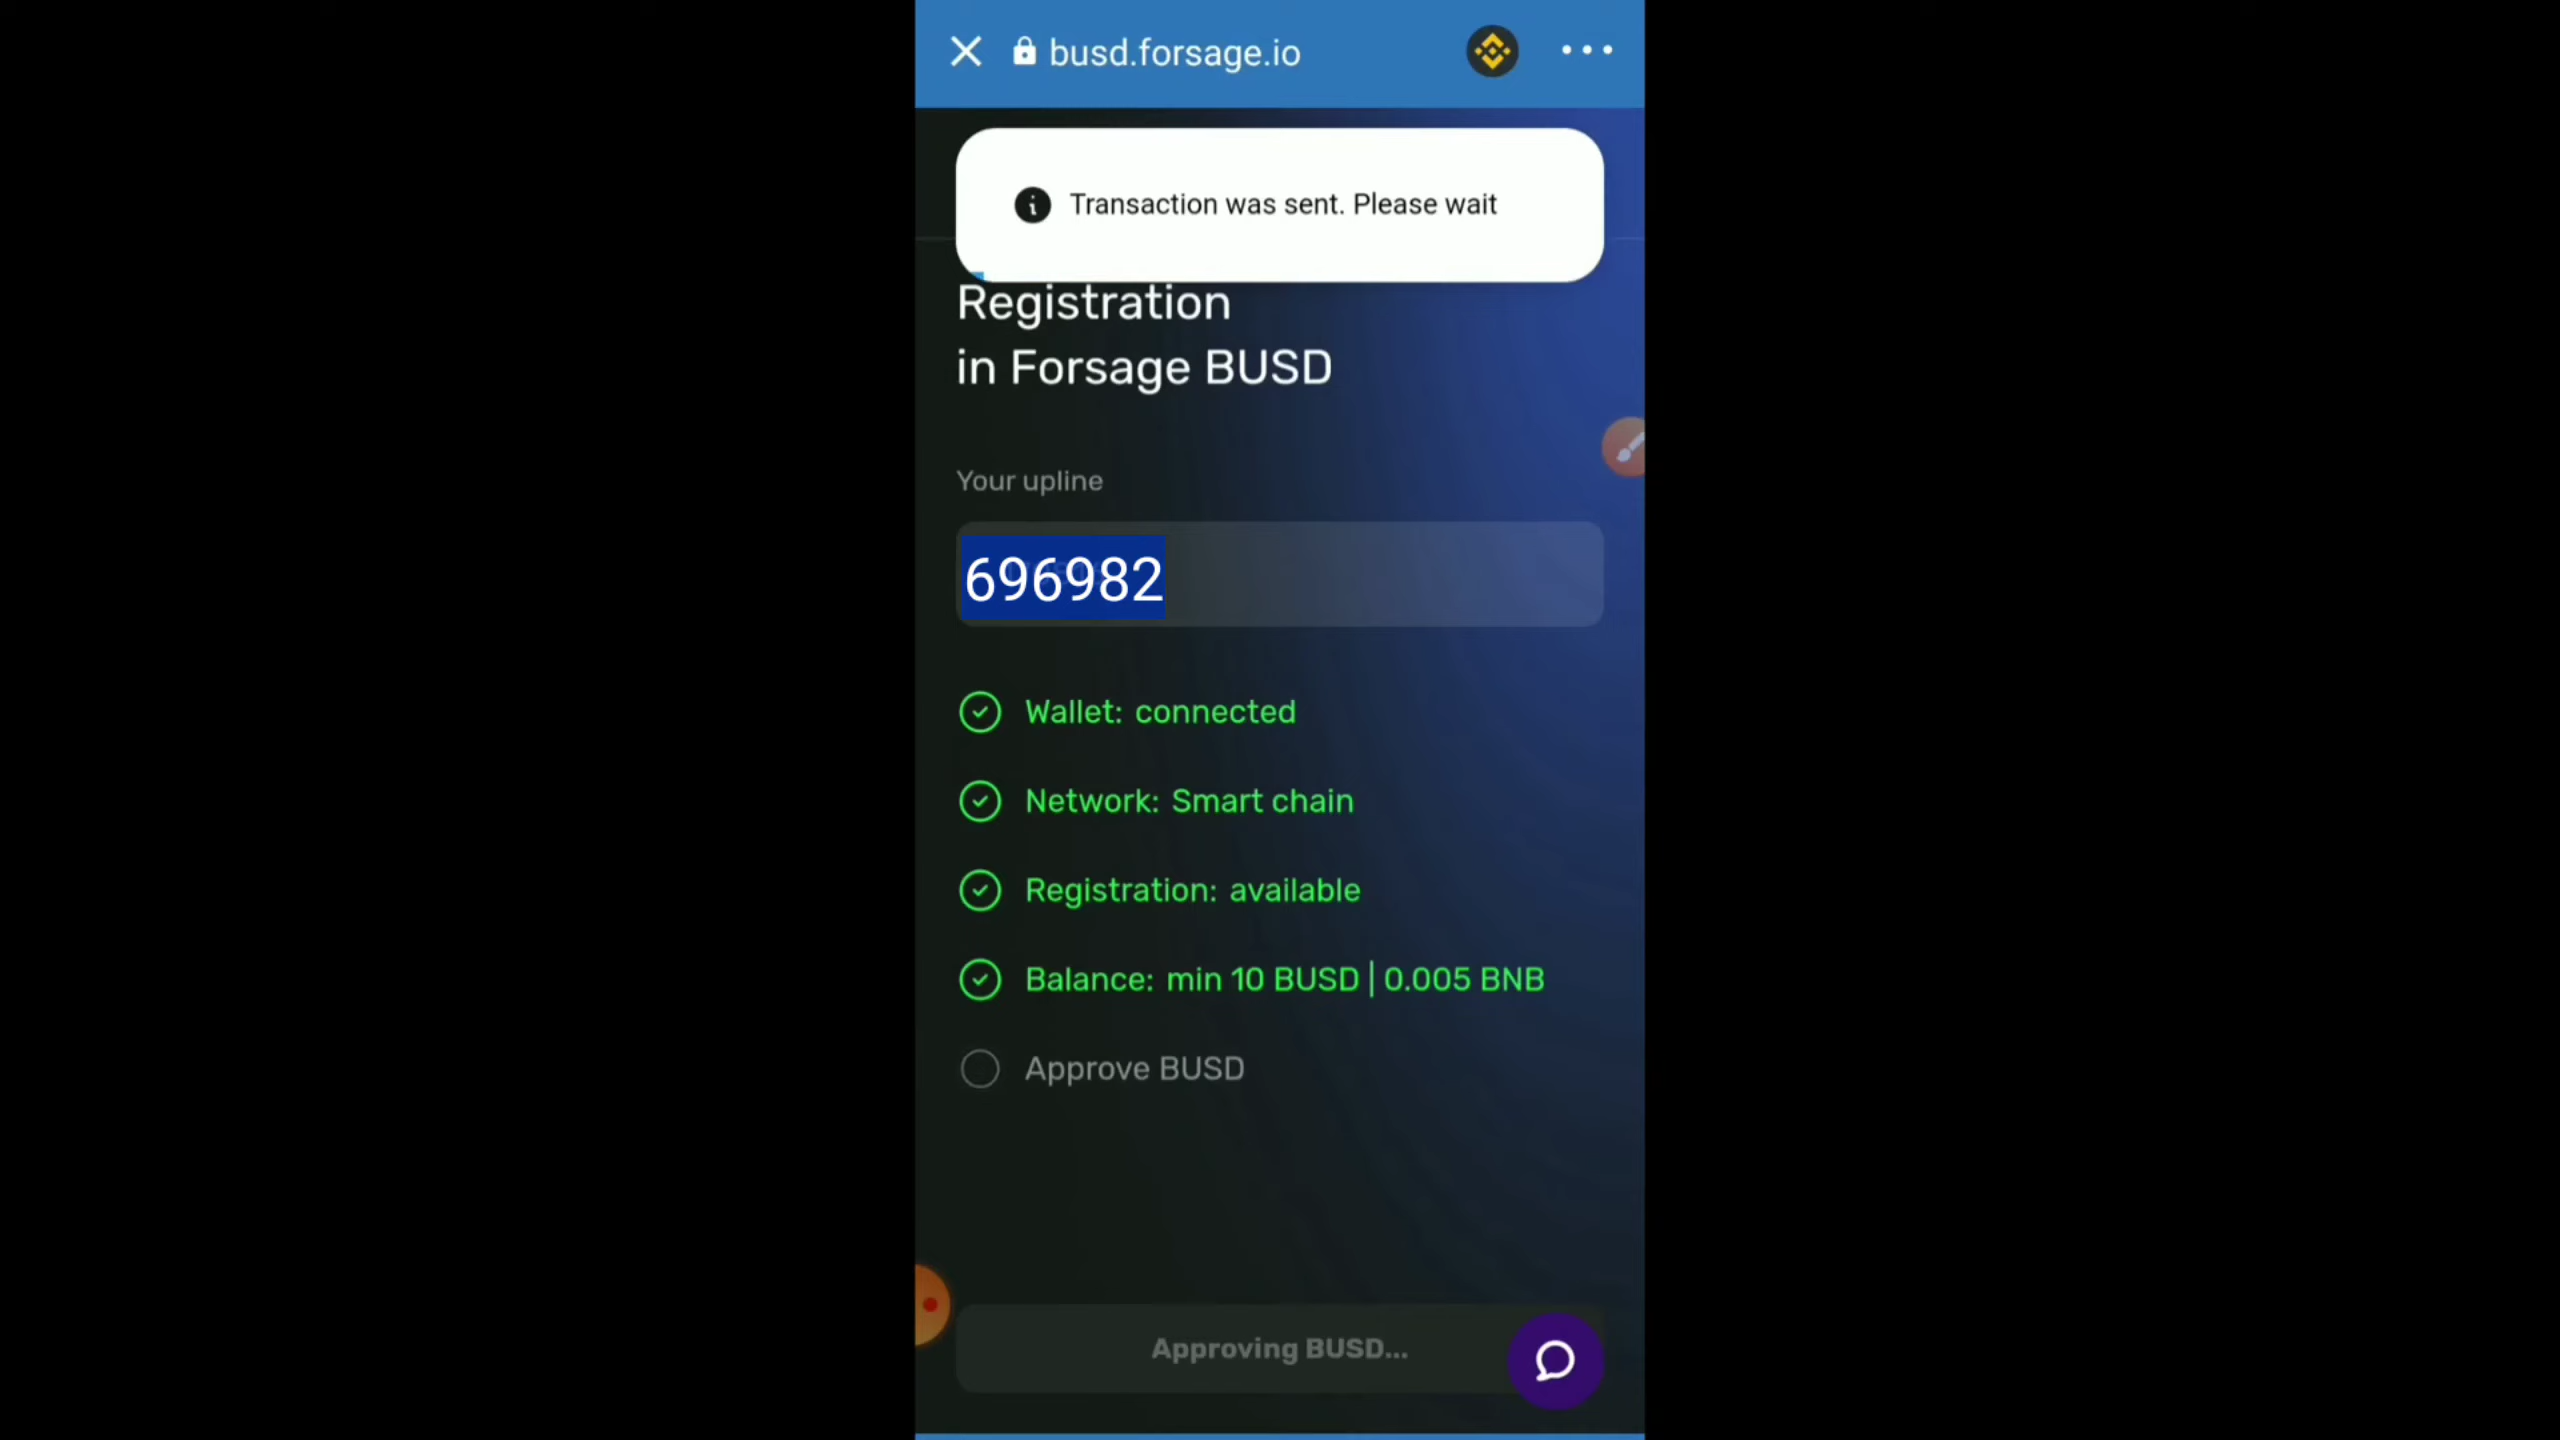 busd.forsage.io
Transaction was sent. Please wait
Registration
in Forsage BUSD
Your upline
696982
Wallet: connected
Network: Smart chain
Registration: available
Balance: min 10 BUSD | 0.005 BNB
Approve BUSD
Approving BUSD...